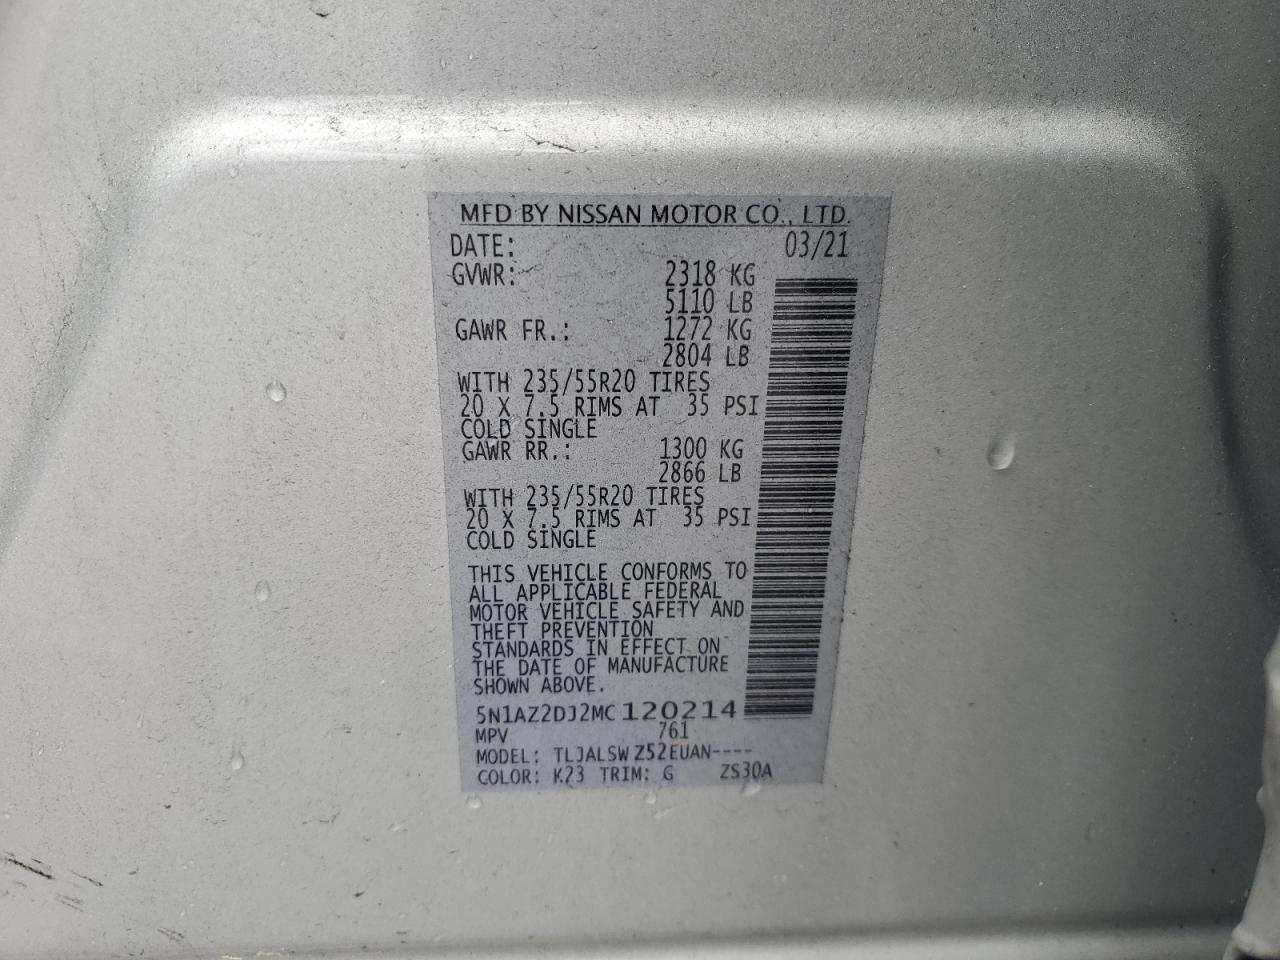 MFD BY NISSAN MOTOR CO., LTD.
DATE: 03/21
GVWR: 2318 KG
5110 LB
GAWR FR.: 1272 KG
2804 LB
WITH 235/55R20 TIRES
20 X 7.5 RIMS AT 35 PSI
COLD SINGLE
GAWR RR.: 1300 KG
2866 LB
WITH 235/55R20 TIRES
20 X 7.5 RIMS AT 35 PSI
COLD SINGLE
THIS VEHICLE CONFORMS TO
ALL APPLICABLE FEDERAL
MOTOR VEHICLE SAFETY AND
THEFT PREVENTION
STANDARDS IN EFFECT ON
THE DATE OF MANUFACTURE
SHOWN ABOVE.
5N1AZ2DJ2MC120214
MPV 761
MODEL: TLJALSWZ52EUAN----
COLOR: K23 TRIM: G ZS30A